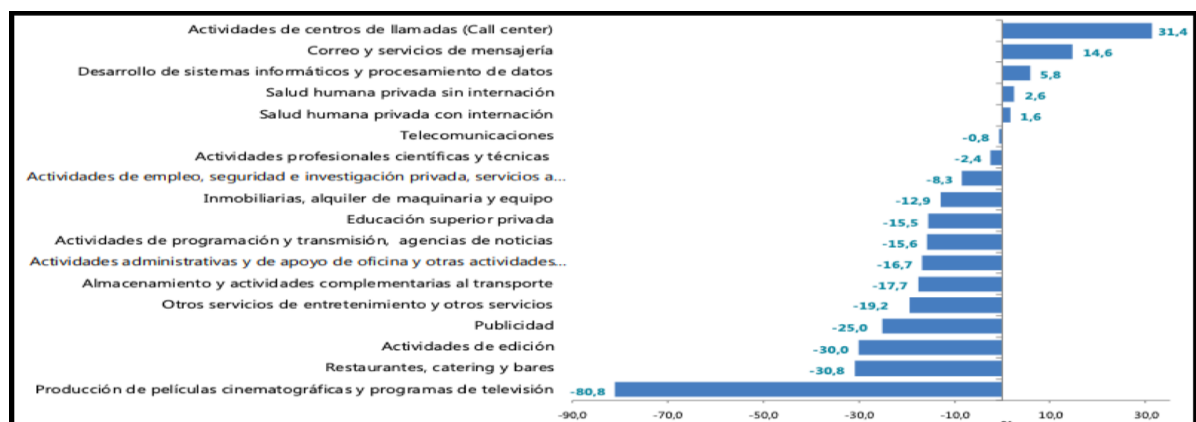 Actividades de centros de llamadas (Call center) 31,4
Correo y servicios de mensajería 14,6
Desarrollo de sistemas informáticos y procesamiento de datos 5,8
Salud humana privada sin internación 2,6
Salud humana privada con internación 1,6
Telecomunicaciones -0,8
Actividades profesionales científicas y técnicas -2,4
Actividades de empleo, seguridad e investigación privada, servicios a... -8,3
Inmobiliarias, alquiler de maquinaria y equipo -12,9
Educación superior privada -15,5
Actividades de programación y transmisión, agencias de noticias -15,6
Actividades administrativas y de apoyo de oficina y otras actividades... -16,7
Almacenamiento y actividades complementarias al transporte -17,7
Otros servicios de entretenimiento y otros servicios -19,2
Publicidad -25,0
Actividades de edición -30,0
Restaurantes, catering y bares -30,8
Producción de películas cinematográficas y programas de televisión -80,8
-90,0 -70,0 -50,0 -30,0 -10,0 10,0 30,0